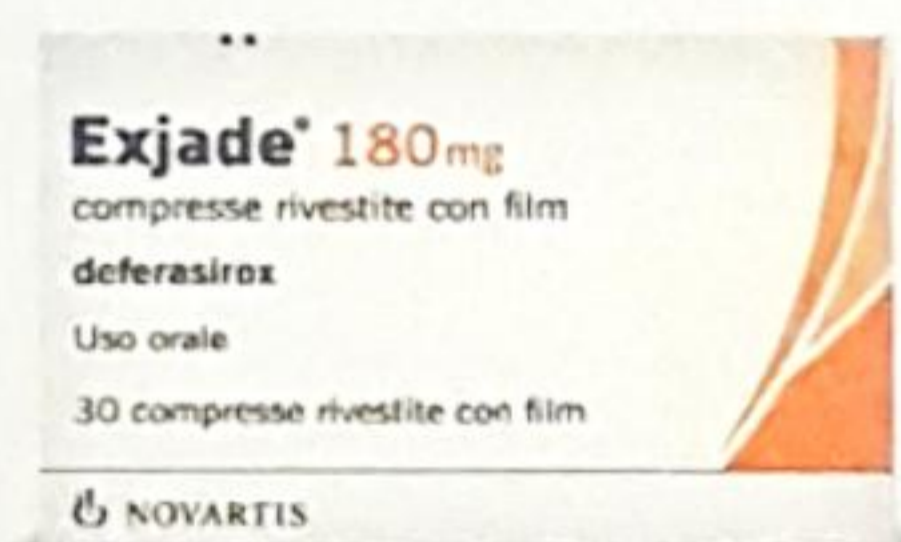 Exjade® 180mg
compresse rivestite con film
deferasirox
Uso orale
30 compresse rivestite con film
NOVARTIS